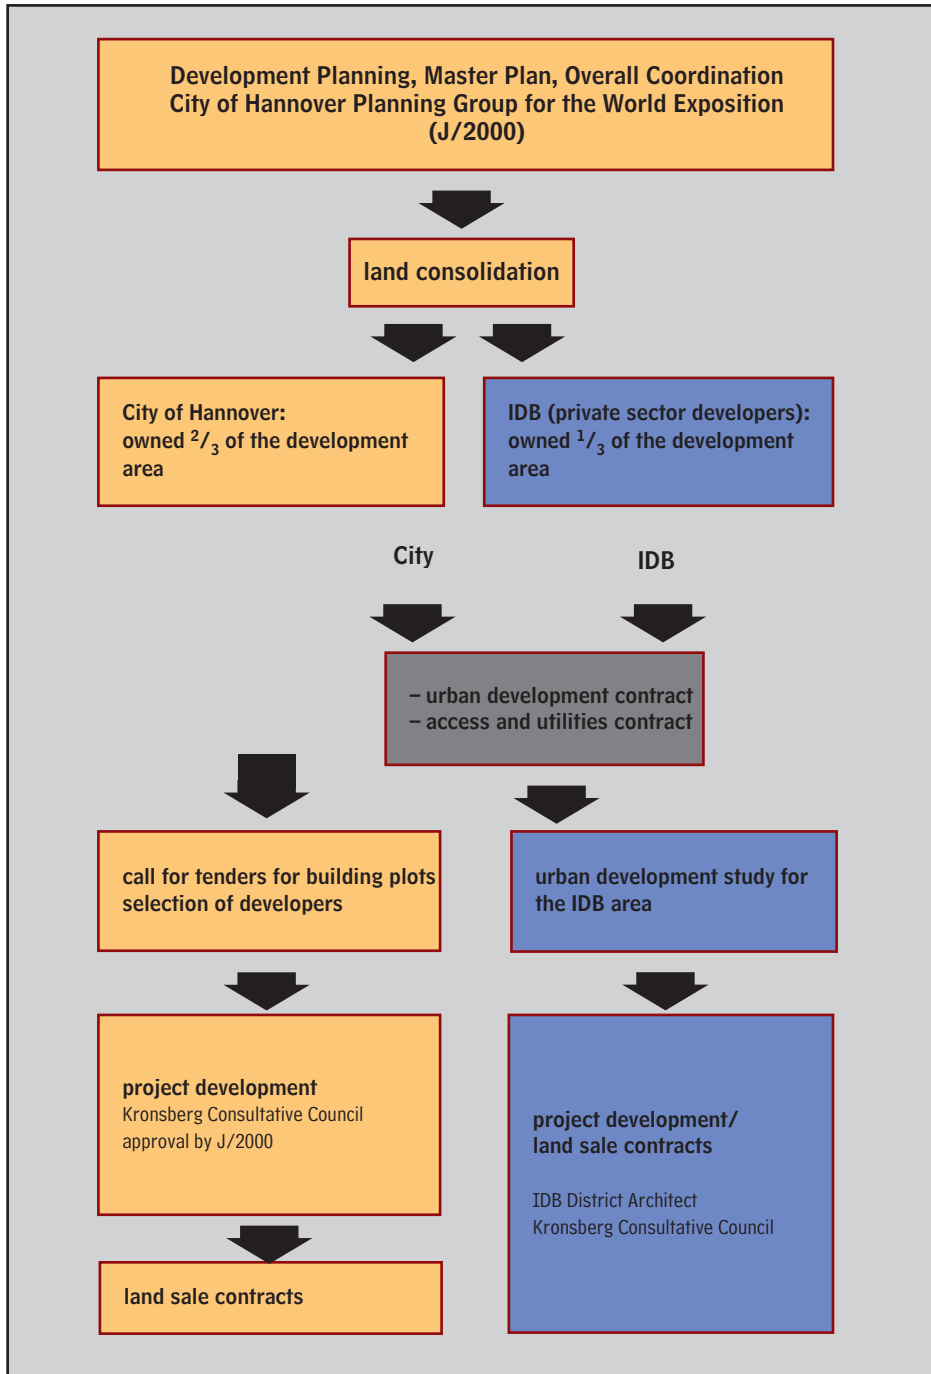 Development Planning, Master Plan, Overall Coordination
City of Hannover Planning Group for the World Exposition
(J/2000)
land consolidation
City of Hannover:
owned 2/3 of the development
area
IDB (private sector developers):
owned 1/3 of the development
area
City
IDB
– urban development contract
– access and utilities contract
call for tenders for building plots
selection of developers
urban development study for
the IDB area
project development
Kronsberg Consultative Council
approval by J/2000
project development/
land sale contracts
IDB District Architect
Kronsberg Consultative Council
land sale contracts